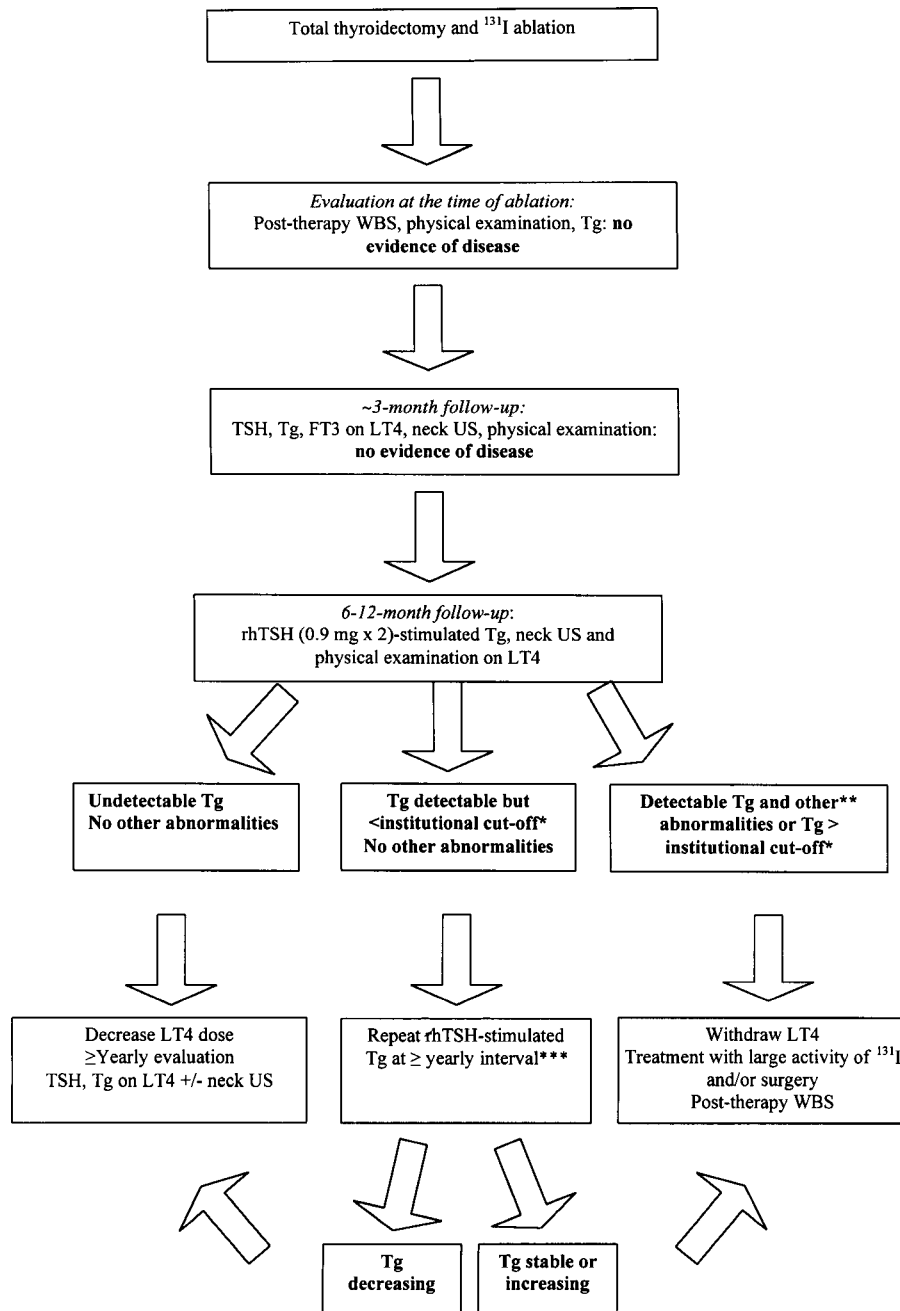 Total thyroidectomy and ¹³¹I ablation
Evaluation at the time of ablation:
Post-therapy WBS, physical examination, Tg: no
evidence of disease
~3-month follow-up:
TSH, Tg, FT3 on LT4, neck US, physical examination:
no evidence of disease
6-12-month follow-up:
rhTSH (0.9 mg x 2)-stimulated Tg, neck US and
physical examination on LT4
Undetectable Tg
No other abnormalities
Tg detectable but
<institutional cut-off*
No other abnormalities
Detectable Tg and other**
abnormalities or Tg >
institutional cut-off*
Decrease LT4 dose
≥Yearly evaluation
TSH, Tg on LT4 +/- neck US
Repeat rhTSH-stimulated
Tg at ≥ yearly interval***
Withdraw LT4
Treatment with large activity of ¹³¹I
and/or surgery
Post-therapy WBS
Tg
decreasing
Tg stable or
increasing